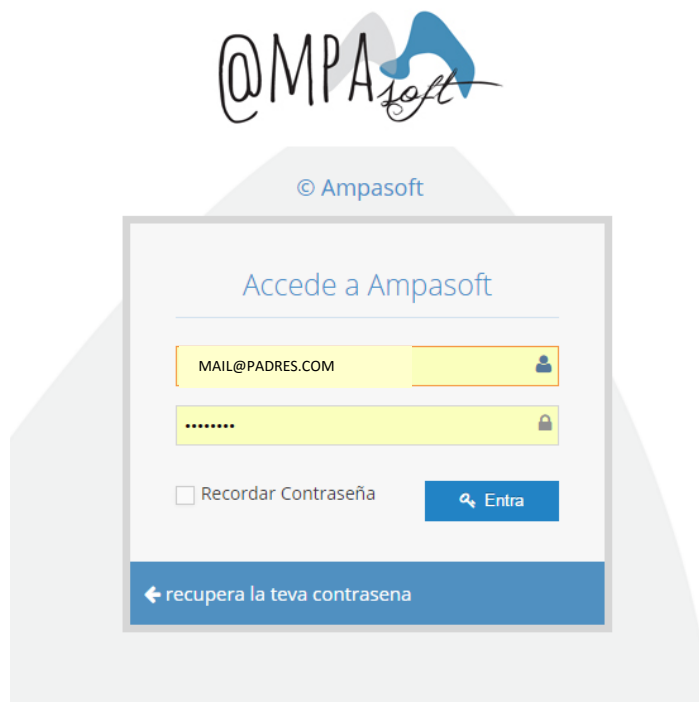 @MPA soft
© Ampasoft
Accede a Ampasoft
MAIL@PADRES.COM
••••••••
Recordar Contraseña
Entra
recupera la teva contrasena